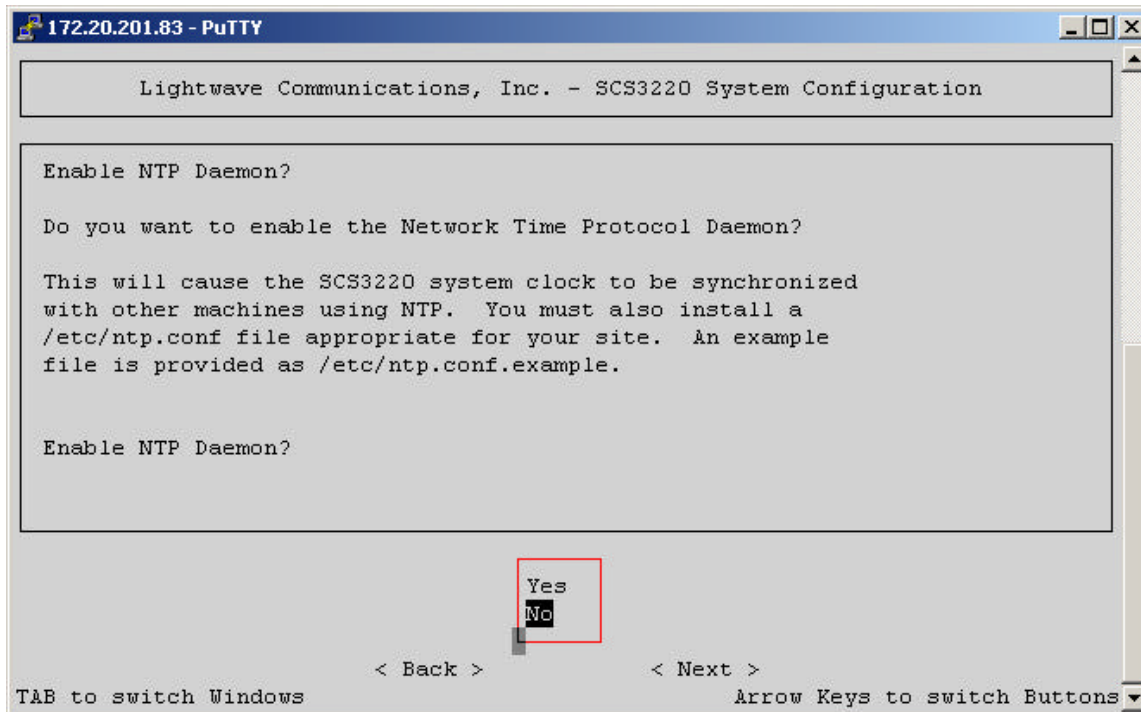 172.20.201.83 - PuTTY
Lightwave Communications, Inc. - SCS3220 System Configuration
Enable NTP Daemon?
Do you want to enable the Network Time Protocol Daemon?
This will cause the SCS3220 system clock to be synchronized
with other machines using NTP.  You must also install a
/etc/ntp.conf file appropriate for your site.  An example
file is provided as /etc/ntp.conf.example.
Enable NTP Daemon?
Yes
No
< Back >  < Next >
TAB to switch Windows  Arrow Keys to switch Buttons